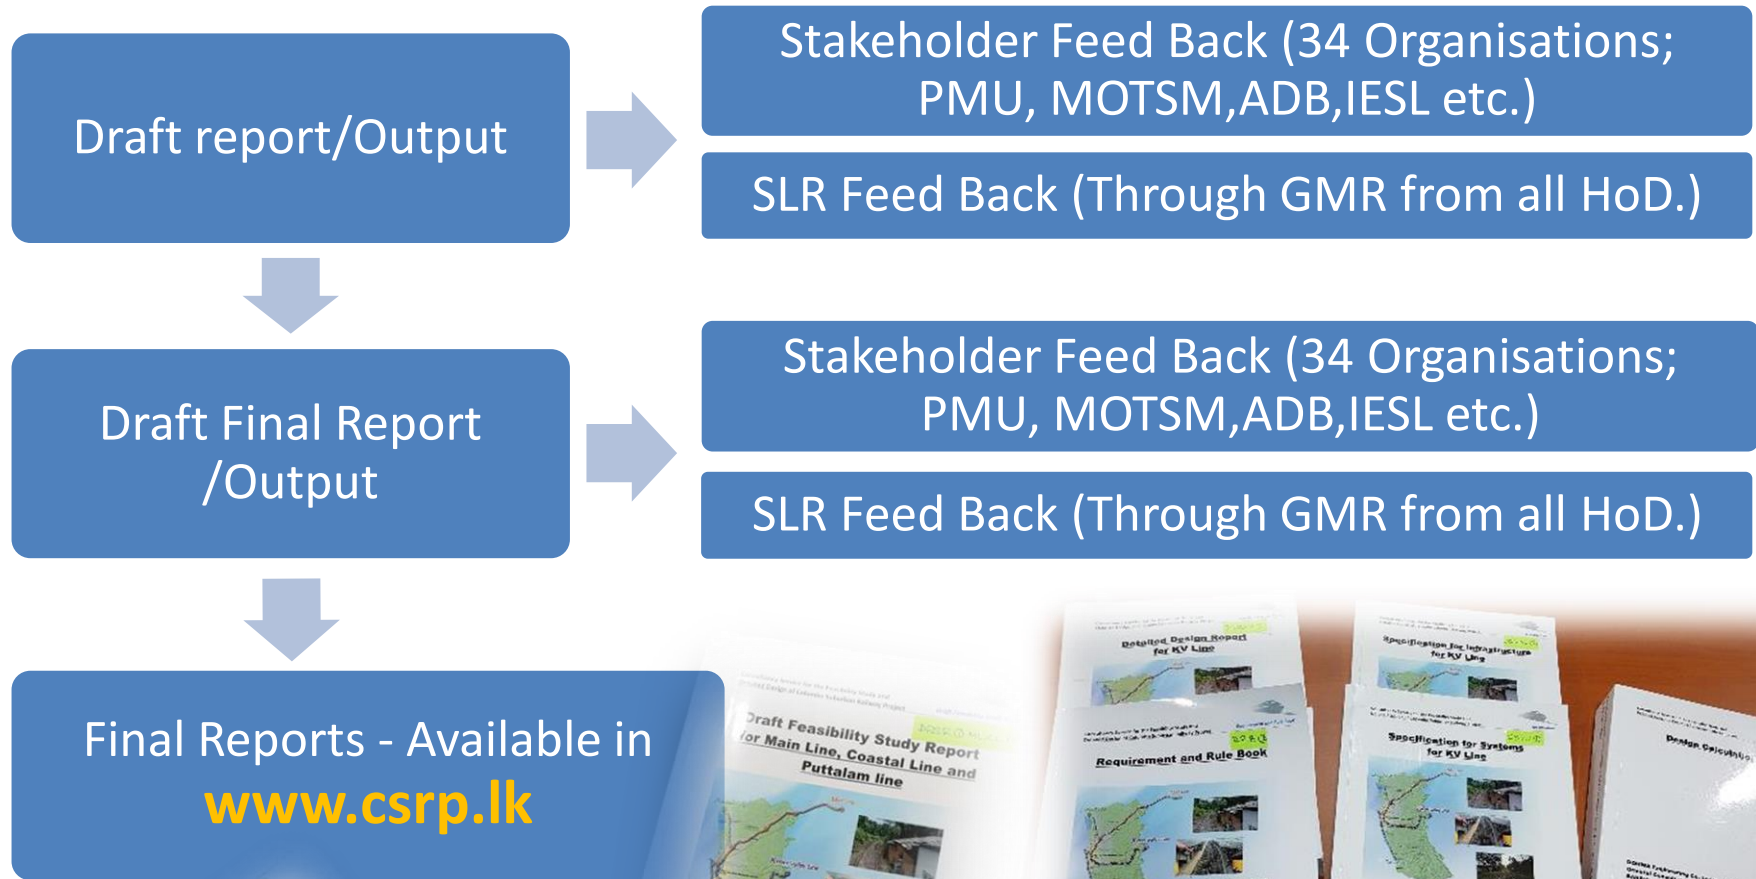 Draft report/Output
Stakeholder Feed Back (34 Organisations;
PMU, MOTSM,ADB,IESL etc.)
SLR Feed Back (Through GMR from all HoD.)
Draft Final Report
/Output
Stakeholder Feed Back (34 Organisations;
PMU, MOTSM,ADB,IESL etc.)
SLR Feed Back (Through GMR from all HoD.)
Final Reports - Available in
www.csrp.lk
Draft Feasibility Study Report
for Main Line, Coastal Line and
Puttalam line
Detailed Design Report
for KV Line
Requirement and Rule Book
Specification for Infrastructure
for KV Line
Specification for Systems
for KV Line